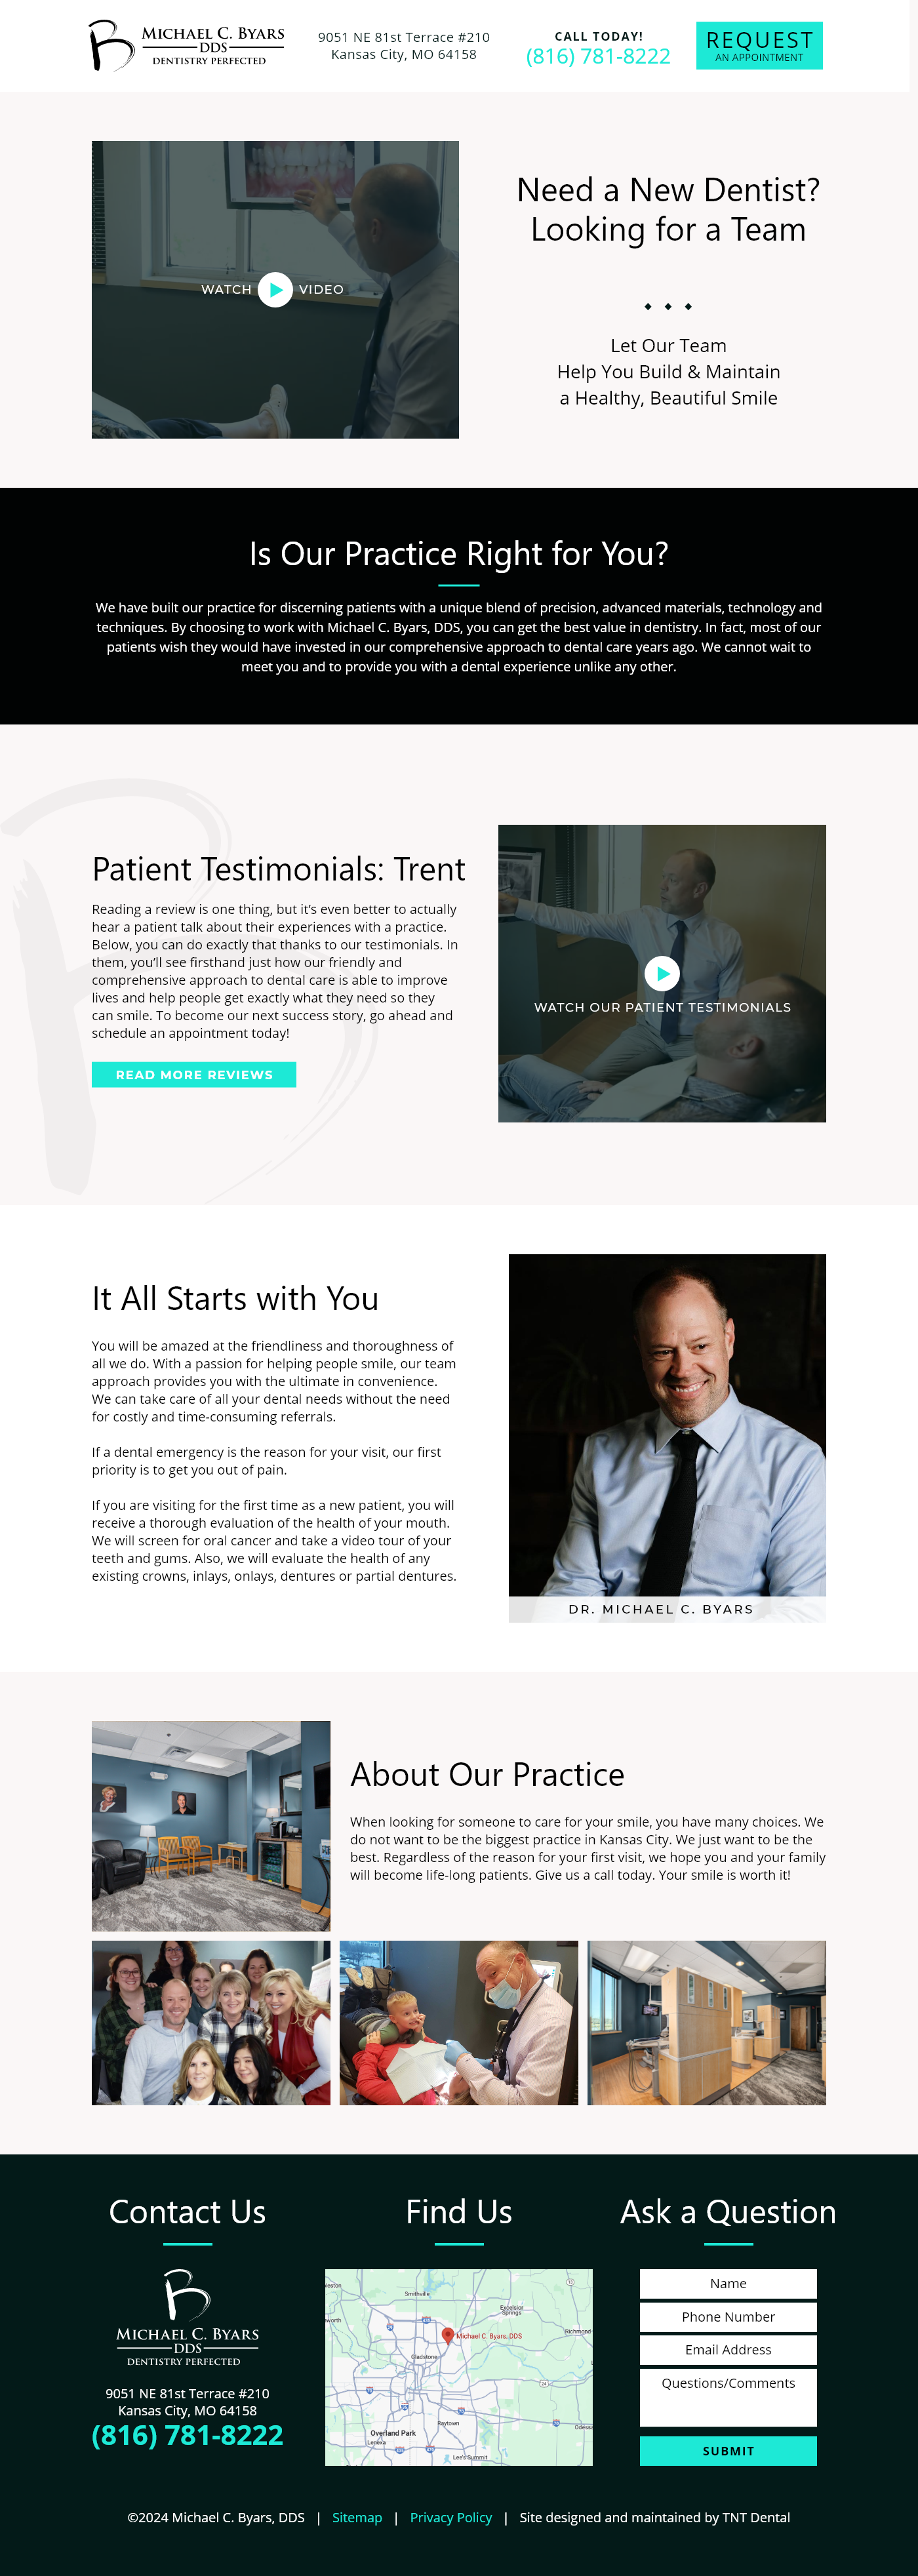 MICHAEL C. BYARS
DDS
DENTISTRY PERFECTED
9051 NE 81st Terrace #210
Kansas City, MO 64158
CALL TODAY!
(816) 781-8222
REQUEST
AN APPOINTMENT
WATCH VIDEO
Need a New Dentist?
Looking for a Team
Let Our Team
Help You Build & Maintain
a Healthy, Beautiful Smile
Is Our Practice Right for You?
We have built our practice for discerning patients with a unique blend of precision, advanced materials, technology and
techniques. By choosing to work with Michael C. Byars, DDS, you can get the best value in dentistry. In fact, most of our
patients wish they would have invested in our comprehensive approach to dental care years ago. We cannot wait to
meet you and to provide you with a dental experience unlike any other.
Patient Testimonials: Trent
Reading a review is one thing, but it's even better to actually
hear a patient talk about their experiences with a practice.
Below, you can do exactly that thanks to our testimonials. In
them, you'll see firsthand just how our friendly and
comprehensive approach to dental care is able to improve
lives and help people get exactly what they need so they
can smile. To become our next success story, go ahead and
schedule an appointment today!
READ MORE REVIEWS
WATCH OUR PATIENT TESTIMONIALS
It All Starts with You
You will be amazed at the friendliness and thoroughness of
all we do. With a passion for helping people smile, our team
approach provides you with the ultimate in convenience.
We can take care of all your dental needs without the need
for costly and time-consuming referrals.
If a dental emergency is the reason for your visit, our first
priority is to get you out of pain.
If you are visiting for the first time as a new patient, you will
receive a thorough evaluation of the health of your mouth.
We will screen for oral cancer and take a video tour of your
teeth and gums. Also, we will evaluate the health of any
existing crowns, inlays, onlays, dentures or partial dentures.
DR. MICHAEL C. BYARS
About Our Practice
When looking for someone to care for your smile, you have many choices. We
do not want to be the biggest practice in Kansas City. We just want to be the
best. Regardless of the reason for your first visit, we hope you and your family
will become life-long patients. Give us a call today. Your smile is worth it!
Contact Us
MICHAEL C. BYARS
DDS
DENTISTRY PERFECTED
9051 NE 81st Terrace #210
Kansas City, MO 64158
(816) 781-8222
Find Us
Smithville
Excelsior
Springs
Michael C. Byars, DDS
Richmond
Gladstone
Raytown
Overland Park
Lenexa
Lee's Summit
Odess
Ask a Question
Name
Phone Number
Email Address
Questions/Comments
SUBMIT
©2024 Michael C. Byars, DDS | Sitemap | Privacy Policy | Site designed and maintained by TNT Dental